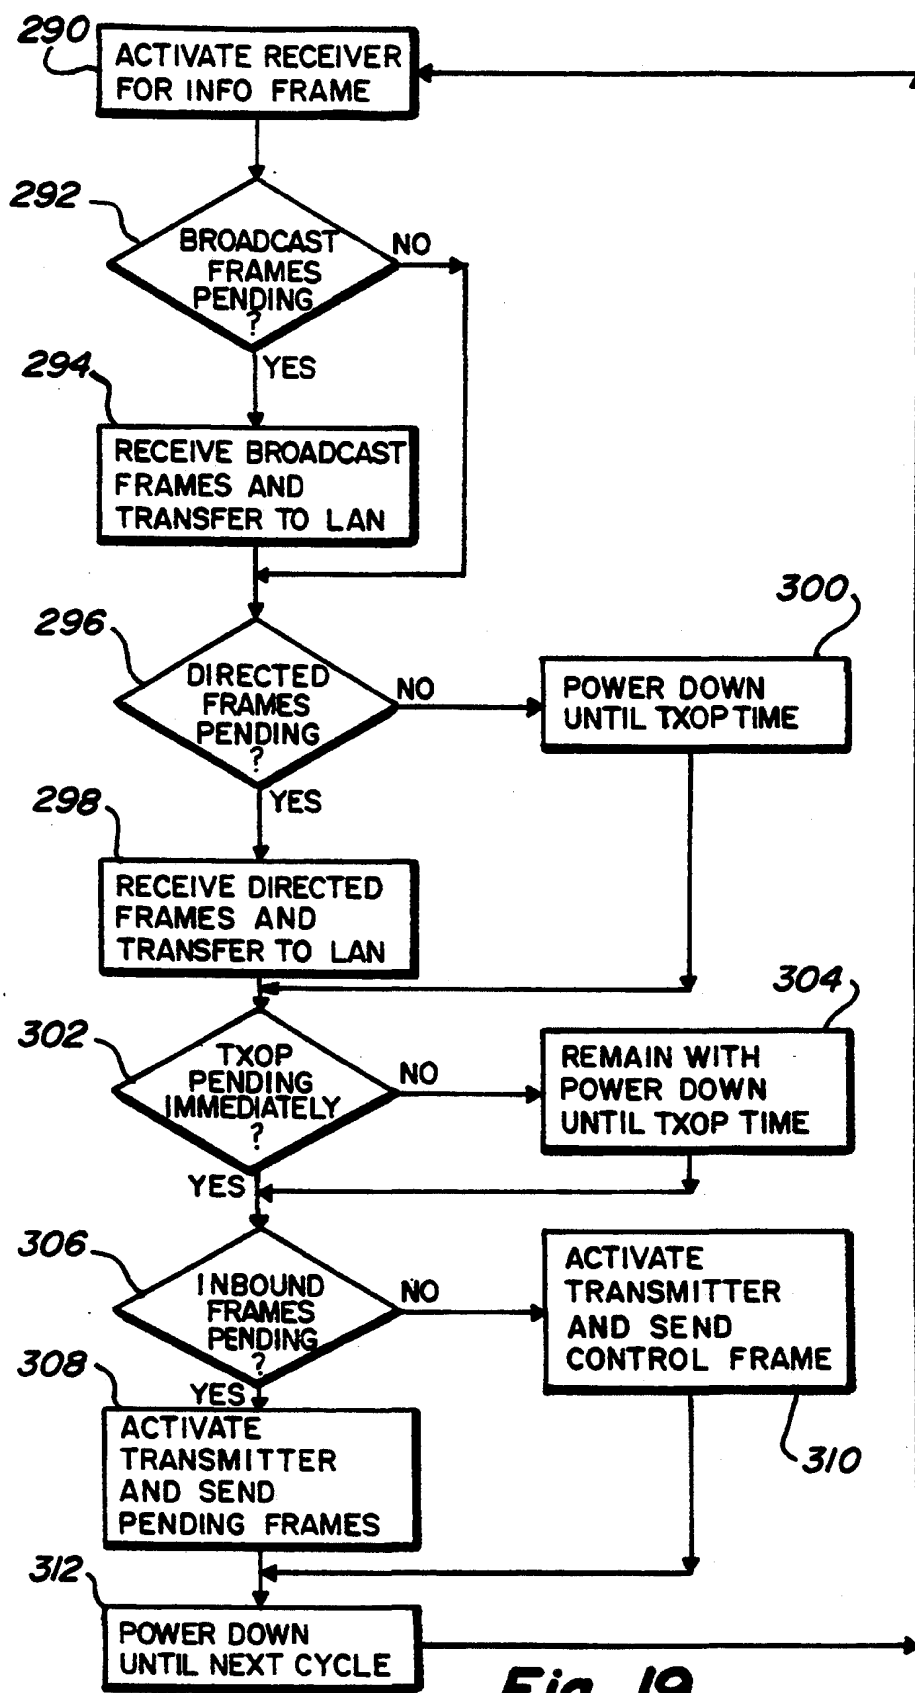 290
ACTIVATE RECEIVER
FOR INFO FRAME
292
BROADCAST
FRAMES
PENDING
?
NO
YES
294
RECEIVE BROADCAST
FRAMES AND
TRANSFER TO LAN
296
DIRECTED
FRAMES
PENDING
?
NO
YES
300
POWER DOWN
UNTIL TXOP TIME
298
RECEIVE DIRECTED
FRAMES AND
TRANSFER TO LAN
302
TXOP
PENDING
IMMEDIATELY
?
NO
YES
304
REMAIN WITH
POWER DOWN
UNTIL TXOP TIME
306
INBOUND
FRAMES
PENDING
?
NO
YES
310
ACTIVATE
TRANSMITTER
AND SEND
CONTROL FRAME
308
ACTIVATE
TRANSMITTER
AND SEND
PENDING FRAMES
312
POWER DOWN
UNTIL NEXT CYCLE
Fig. 19